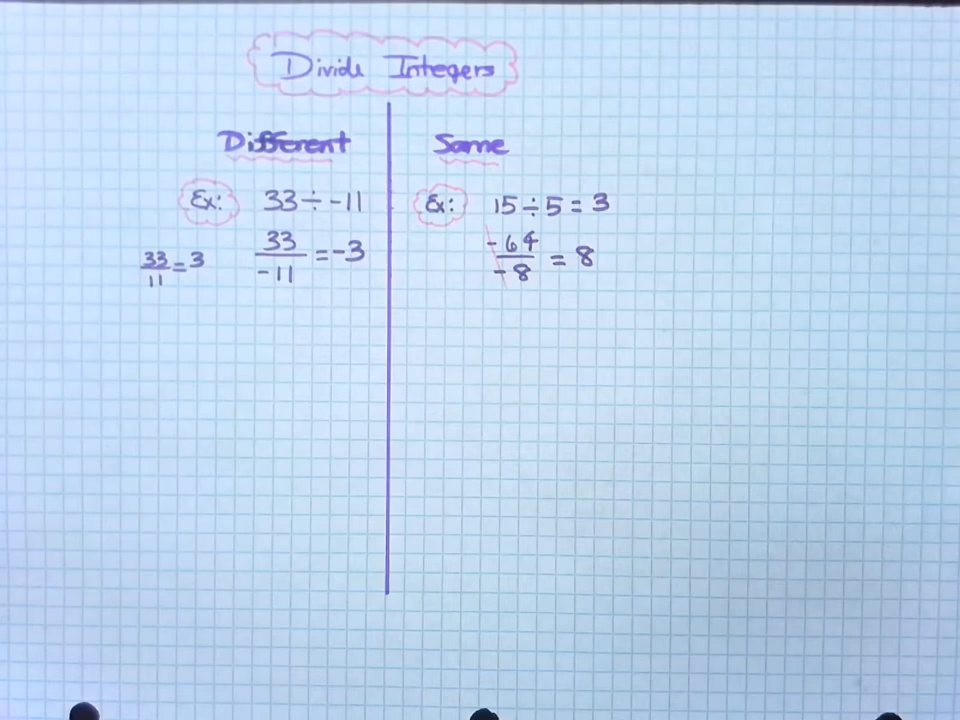 Divide Integers
Different
Ex: 33 ÷ -11
33/-11 = -3
33/11 = 3
Same
Ex: 15 ÷ 5 = 3
-64/-8 = 8